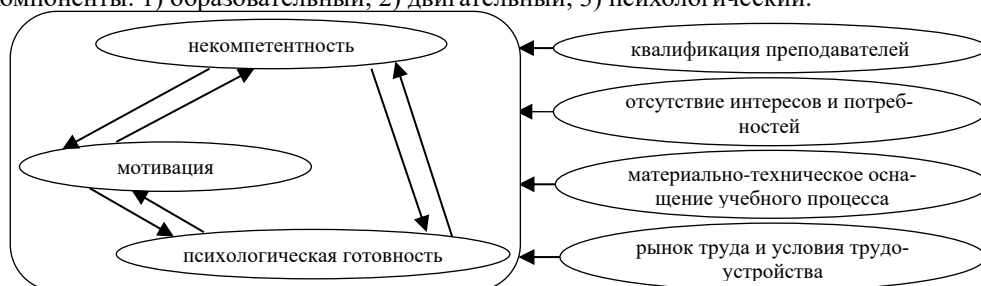 компоненты: 1) образовательный, 2) двигательный, 3) психологический.
некомпетентность
мотивация
психологическая готовность
квалификация преподавателей
отсутствие интересов и потреб-
ностей
материально-техническое осна-
щение учебного процесса
рынок труда и условия трудо-
устройства